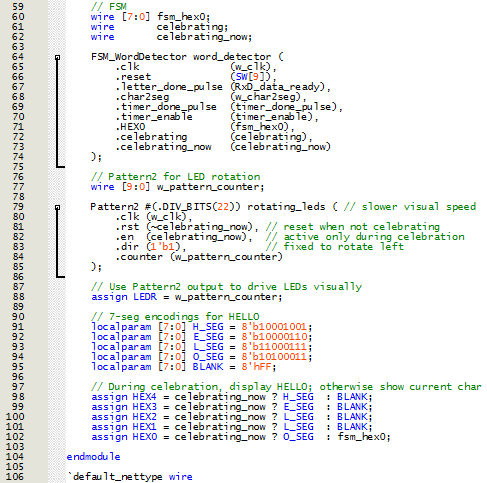 59 // FSM
60 wire [7:0] fsm_hex0;
61 wire celebrating;
62 wire celebrating_now;
63
64 FSM_WordDetector word_detector (
65 .clk (w_clk),
66 .reset (SW[9]),
67 .letter_done_pulse (RxD_data_ready),
68 .char2seg (w_char2seg),
69 .timer_done_pulse (timer_done_pulse),
70 .timer_enable (timer_enable),
71 .HEX0 (fsm_hex0),
72 .celebrating (celebrating),
73 .celebrating_now (celebrating_now)
74 );
75
76 // Pattern2 for LED rotation
77 wire [9:0] w_pattern_counter;
78
79 Pattern2 #(.DIV_BITS(22)) rotating_leds ( // slower visual speed
80 .clk (w_clk),
81 .rst (~celebrating_now), // reset when not celebrating
82 .en (celebrating_now), // active only during celebration
83 .dir (1'b1), // fixed to rotate left
84 .counter (w_pattern_counter)
85 );
86
87 // Use Pattern2 output to drive LEDs visually
88 assign LEDR = w_pattern_counter;
89
90 // 7-seg encodings for HELLO
91 localparam [7:0] H_SEG = 8'b10001001;
92 localparam [7:0] E_SEG = 8'b10000110;
93 localparam [7:0] L_SEG = 8'b11000111;
94 localparam [7:0] O_SEG = 8'b10100011;
95 localparam [7:0] BLANK = 8'hFF;
96
97 // During celebration, display HELLO; otherwise show current char
98 assign HEX4 = celebrating_now ? H_SEG : BLANK;
99 assign HEX3 = celebrating_now ? E_SEG : BLANK;
100 assign HEX2 = celebrating_now ? L_SEG : BLANK;
101 assign HEX1 = celebrating_now ? L_SEG : BLANK;
102 assign HEX0 = celebrating_now ? O_SEG : fsm_hex0;
103
104 endmodule
105
106 `default_nettype wire